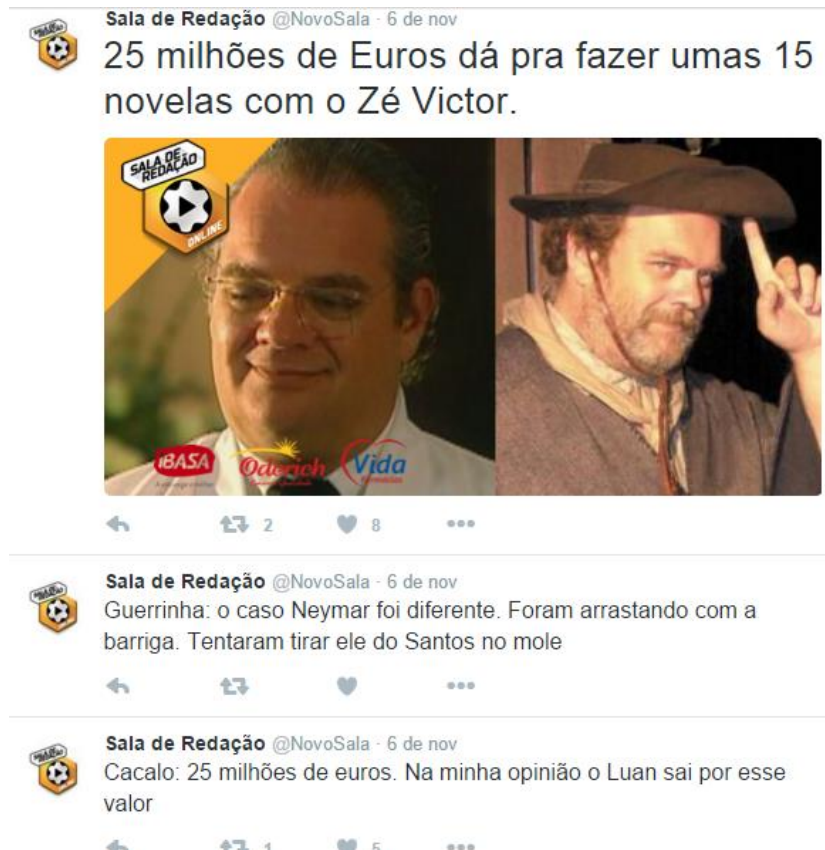 Sala de Redação @NovoSala · 6 de nov
25 milhões de Euros dá pra fazer umas 15
novelas com o Zé Victor.
SALA DE
REDAÇÃO
ONLINE
iBASA
Oderich
Vida
2
8
Sala de Redação @NovoSala · 6 de nov
Guerrinha: o caso Neymar foi diferente. Foram arrastando com a
barriga. Tentaram tirar ele do Santos no mole
Sala de Redação @NovoSala · 6 de nov
Cacalo: 25 milhões de euros. Na minha opinião o Luan sai por esse
valor
1
5